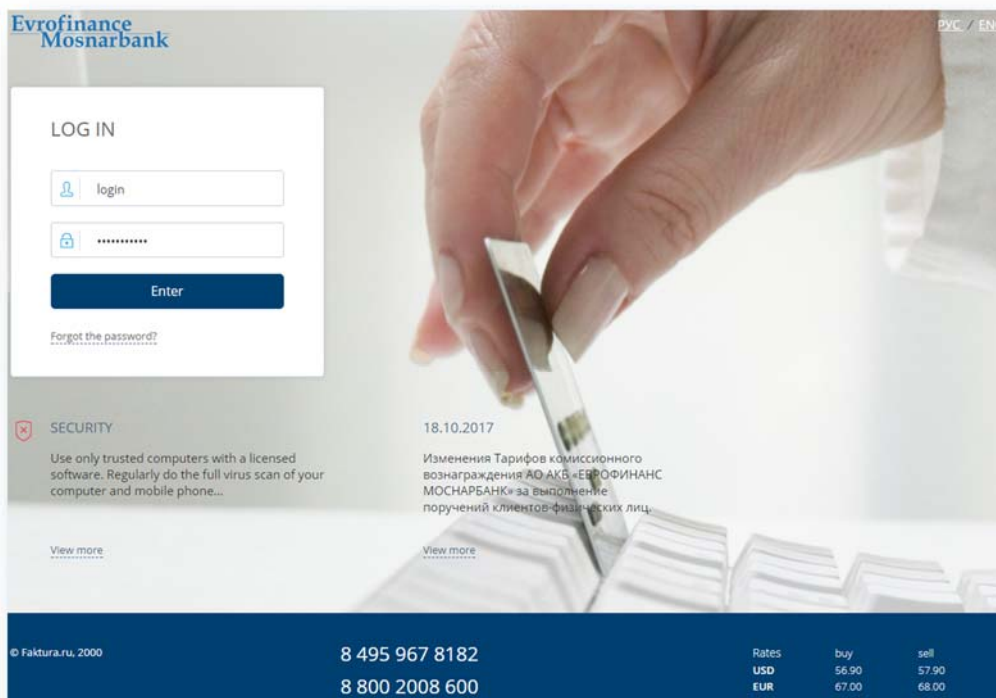 Evrofinance
Mosnarbank
РУС / EN
LOG IN
login
•••••••••••
Enter
Forgot the password?
SECURITY
Use only trusted computers with a licensed
software. Regularly do the full virus scan of your
computer and mobile phone...
View more
18.10.2017
Изменения Тарифов комиссионного
вознаграждения АО АКБ «ЕВРОФИНАНС
МОСНАРБАНК» за выполнение
поручений клиентов-физических лиц.
View more
© Faktura.ru, 2000
8 495 967 8182
8 800 2008 600
Rates buy sell
USD 56.90 57.90
EUR 67.00 68.00